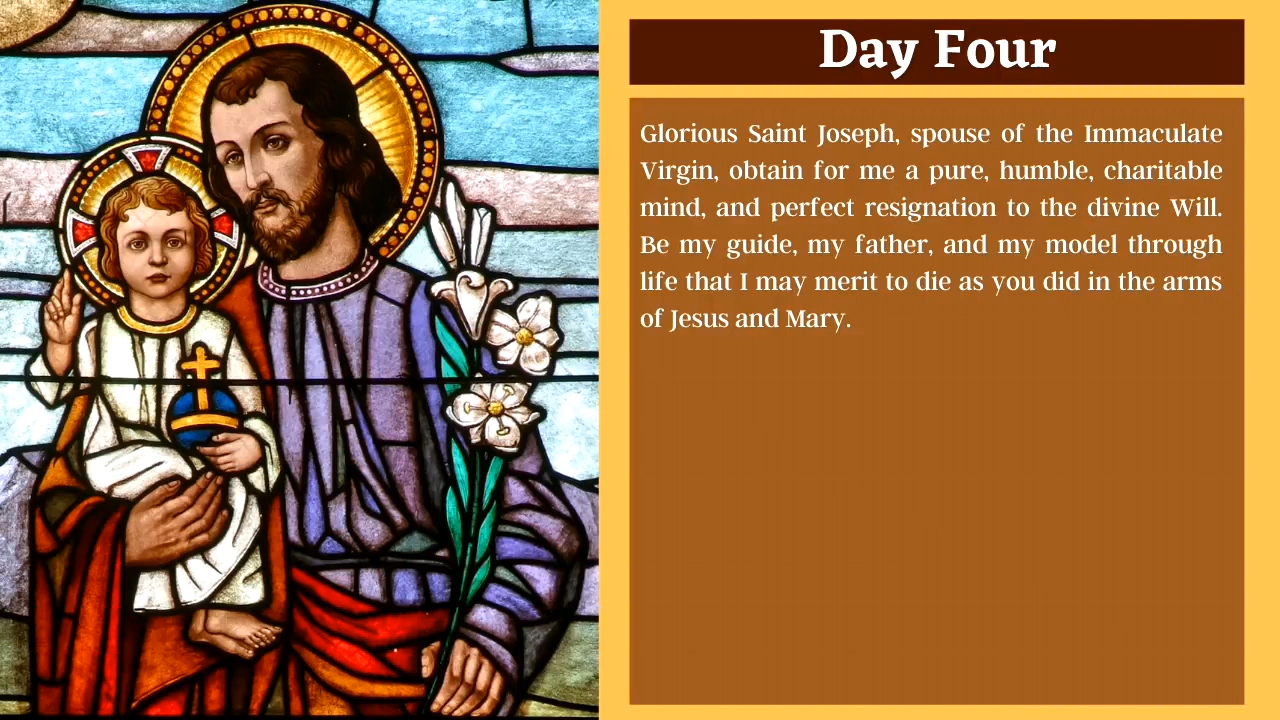 Day Four
Glorious Saint Joseph, spouse of the Immaculate
Virgin, obtain for me a pure, humble, charitable
mind, and perfect resignation to the divine Will.
Be my guide, my father, and my model through
life that I may merit to die as you did in the arms
of Jesus and Mary.